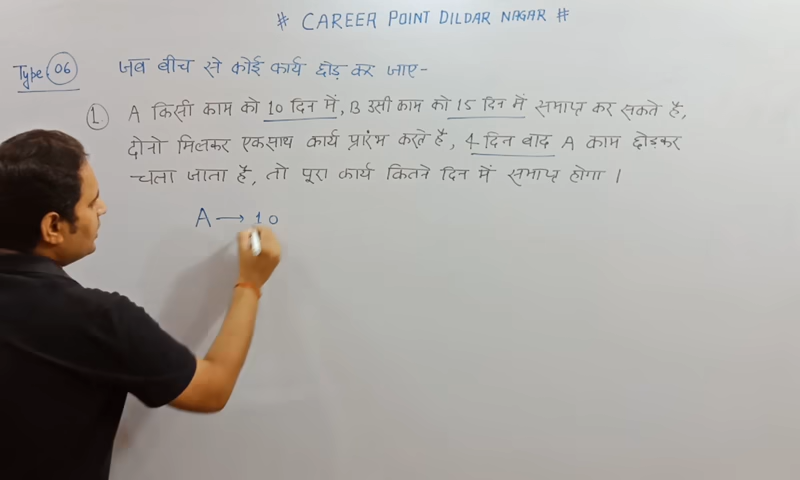 # CAREER POINT DILDAR NAGAR #
Type 06 जब बीच से कोई कार्य छोड़ कर जाए-
1 A किसी काम को 10 दिन में, B उसी काम को 15 दिन में समाप्त कर सकते है,
दोनो मिलकर एकसाथ कार्य प्रारंभ करते है, 4 दिन बाद A काम छोड़कर
चला जाता है, तो पूरा कार्य कितने दिन में समाप्त होगा ।
A → 10